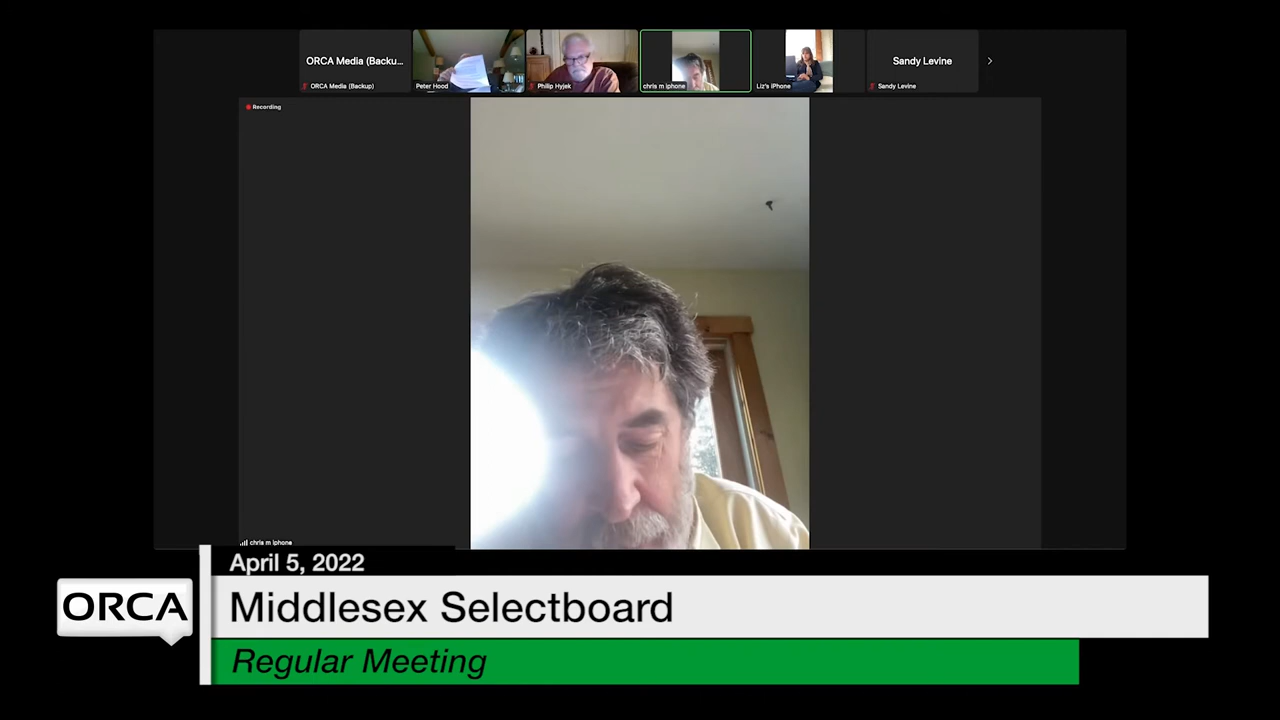 ORCA Media (Backu...
Sandy Levine
ORCA Media (Backup)
Peter Hood
Philip Hyjek
chris m iphone
Liz's iPhone
Sandy Levine
Recording
chris m iphone
April 5, 2022
ORCA
Middlesex Selectboard
Regular Meeting